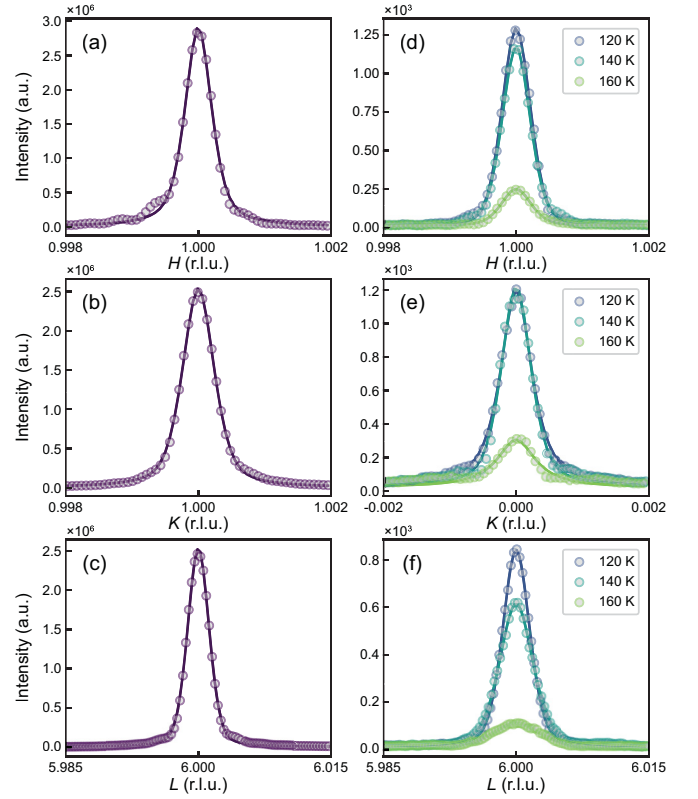 ×10⁶
(a)
3.0
2.5
2.0
1.5
1.0
0.5
0.0
Intensity (a.u.)
0.998
1.000
1.002
H (r.l.u.)
×10³
(d)
120 K
140 K
160 K
1.25
1.00
0.75
0.50
0.25
0.00
0.998
1.000
1.002
H (r.l.u.)
×10⁶
(b)
2.5
2.0
1.5
1.0
0.5
0.0
Intensity (a.u.)
0.998
1.000
1.002
K (r.l.u.)
×10³
(e)
120 K
140 K
160 K
1.2
1.0
0.8
0.6
0.4
0.2
0.0
-0.002
0.000
0.002
K (r.l.u.)
×10⁶
(c)
2.5
2.0
1.5
1.0
0.5
0.0
Intensity (a.u.)
5.985
6.000
6.015
L (r.l.u.)
×10³
(f)
120 K
140 K
160 K
0.8
0.6
0.4
0.2
0.0
5.985
6.000
6.015
L (r.l.u.)